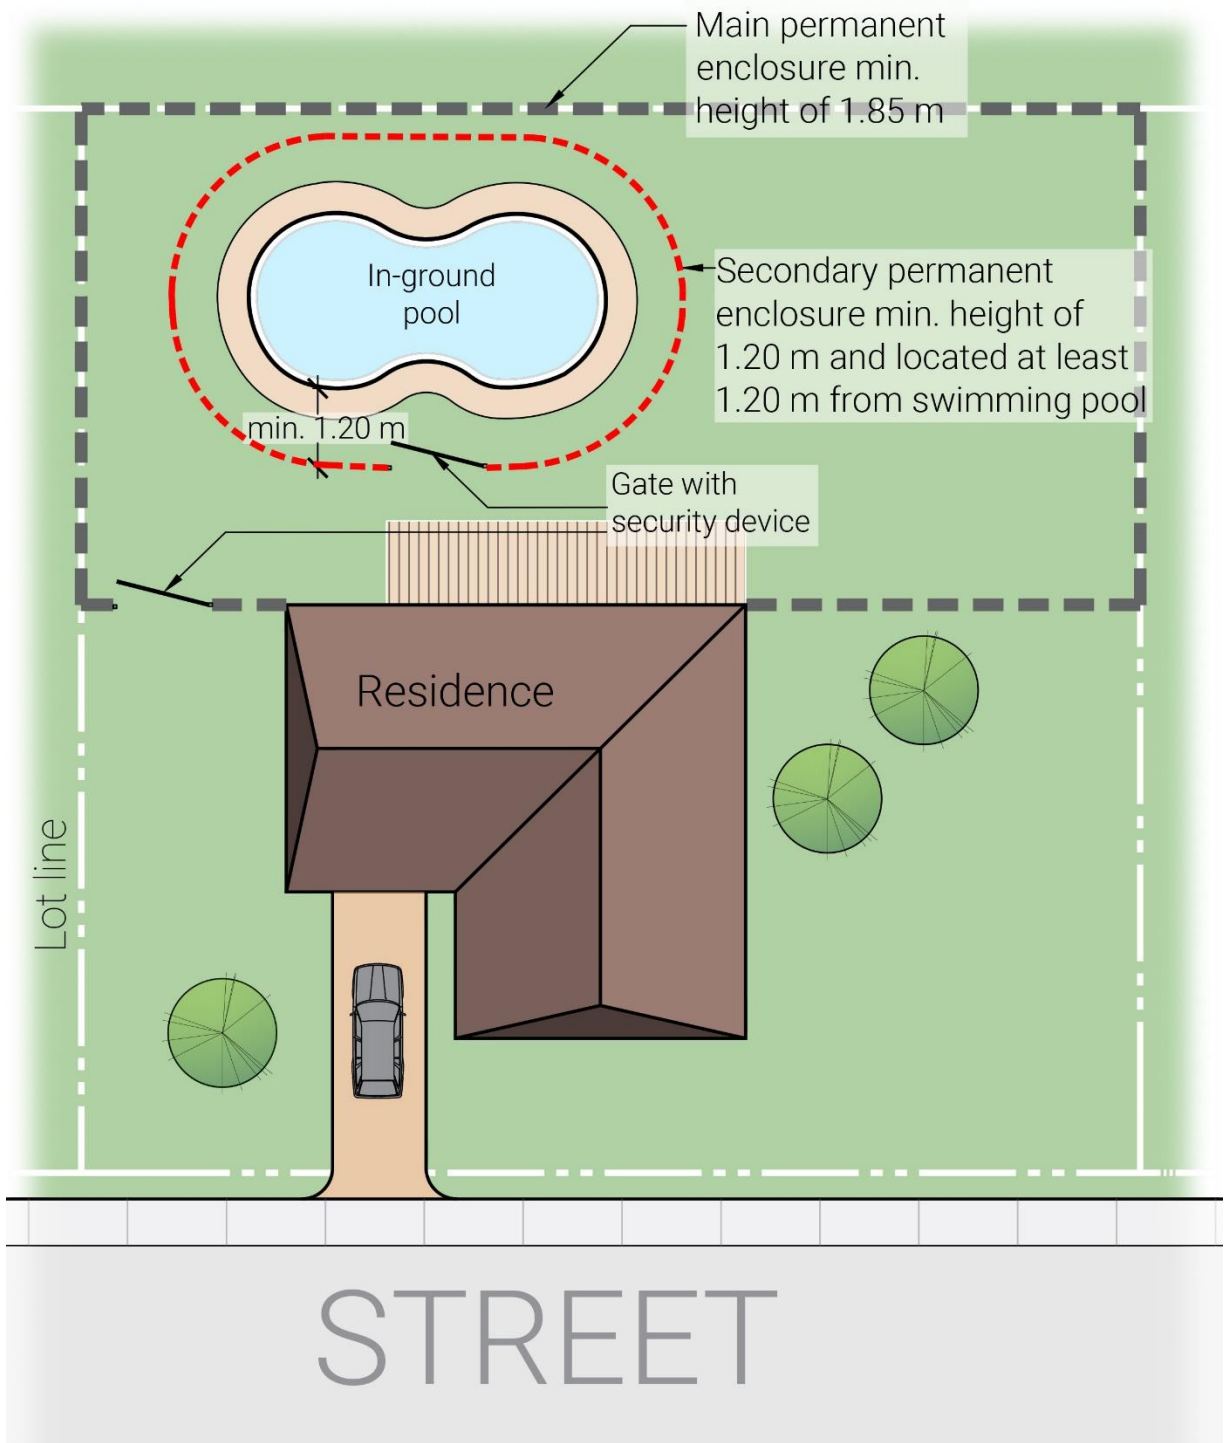 Main permanent
enclosure min.
height of 1.85 m
In-ground
pool
Secondary permanent
enclosure min. height of
1.20 m and located at least
1.20 m from swimming pool
min. 1.20 m
Gate with
security device
Residence
Lot line
STREET